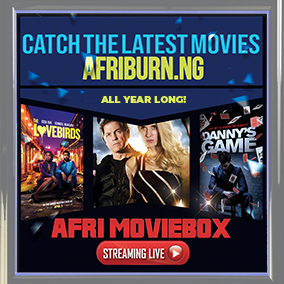 CATCH THE LATEST MOVIES
AFRIBURN.NG
ALL YEAR LONG!
THE
LOVEBIRDS
DANNY'S
GAME
AFRI MOVIEBOX
STREAMING LIVE